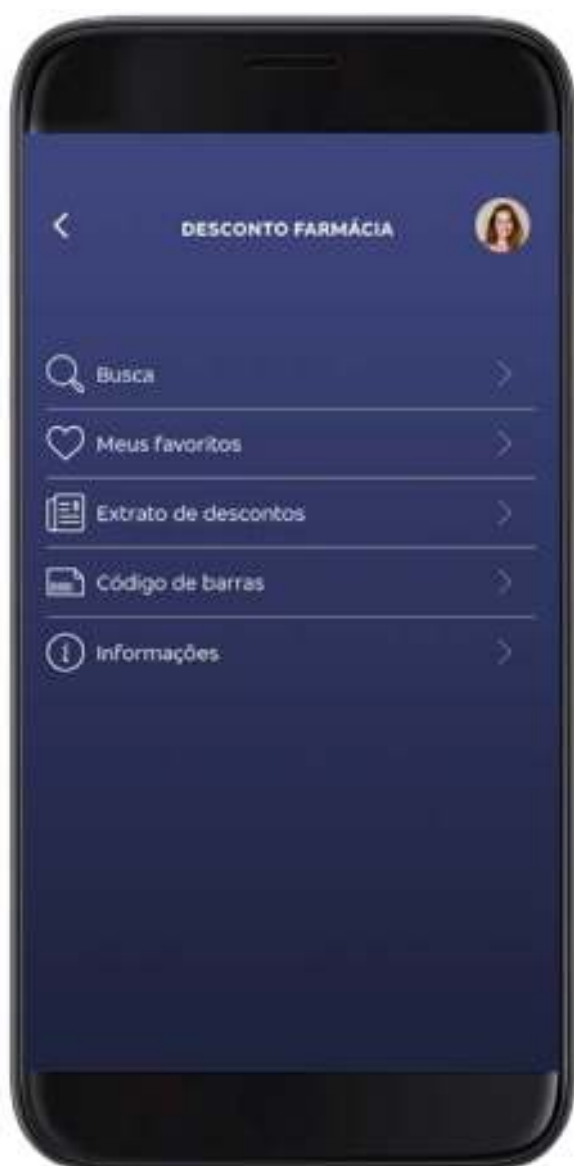 DESCONTO FARMÁCIA
Busca
Meus favoritos
Extrato de descontos
Código de barras
Informações